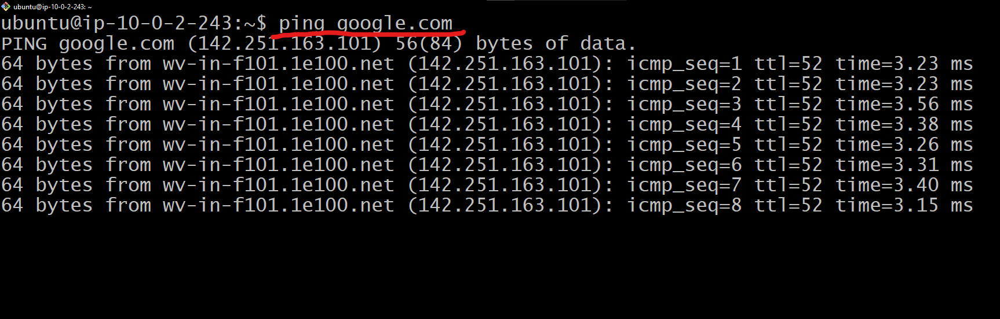 ubuntu@ip-10-0-2-243: ~
ubuntu@ip-10-0-2-243:~$ ping google.com
PING google.com (142.251.163.101) 56(84) bytes of data.
64 bytes from wv-in-f101.1e100.net (142.251.163.101): icmp_seq=1 ttl=52 time=3.23 ms
64 bytes from wv-in-f101.1e100.net (142.251.163.101): icmp_seq=2 ttl=52 time=3.23 ms
64 bytes from wv-in-f101.1e100.net (142.251.163.101): icmp_seq=3 ttl=52 time=3.56 ms
64 bytes from wv-in-f101.1e100.net (142.251.163.101): icmp_seq=4 ttl=52 time=3.38 ms
64 bytes from wv-in-f101.1e100.net (142.251.163.101): icmp_seq=5 ttl=52 time=3.26 ms
64 bytes from wv-in-f101.1e100.net (142.251.163.101): icmp_seq=6 ttl=52 time=3.31 ms
64 bytes from wv-in-f101.1e100.net (142.251.163.101): icmp_seq=7 ttl=52 time=3.40 ms
64 bytes from wv-in-f101.1e100.net (142.251.163.101): icmp_seq=8 ttl=52 time=3.15 ms